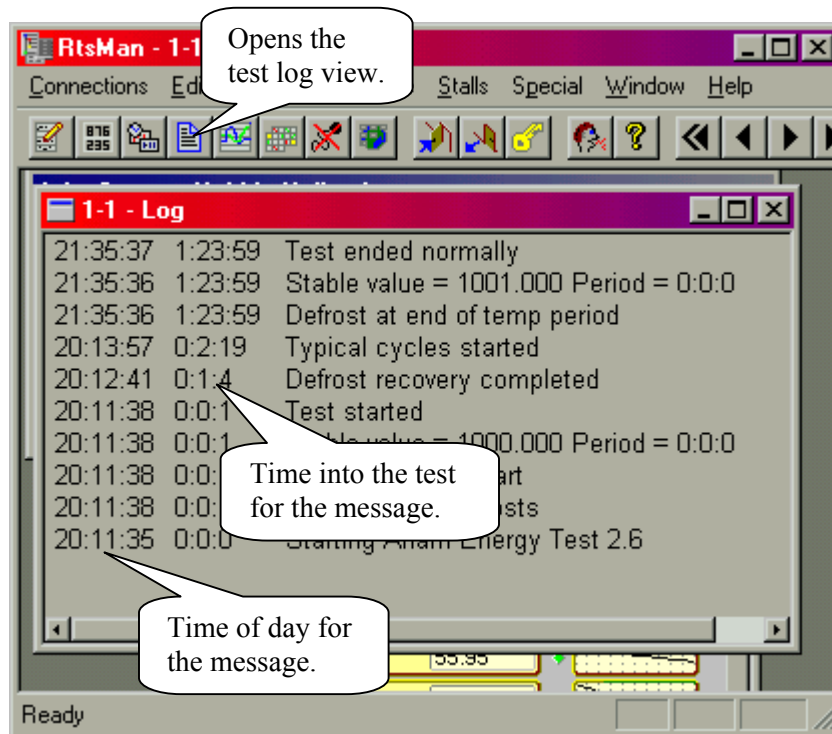 RtsMan - 1-1
Opens the
test log view.
Connections Edi Stalls Special Window Help
876
235
1-1 - Log
21:35:37 1:23:59 Test ended normally
21:35:36 1:23:59 Stable value = 1001.000 Period = 0:0:0
21:35:36 1:23:59 Defrost at end of temp period
20:13:57 0:2:19 Typical cycles started
20:12:41 0:1:4 Defrost recovery completed
20:11:38 0:0:1 Test started
20:11:38 0:0:1 value = 1000.000 Period = 0:0:0
20:11:38 0:0: art
20:11:38 0:0: osts
20:11:35 0:0:0 Starting Energy Test 2.6
Time into the test
for the message.
Time of day for
the message.
55.95
Ready